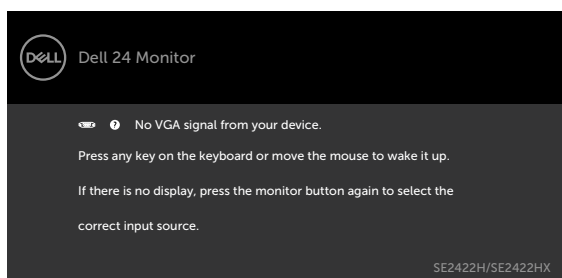 DELL Dell 24 Monitor
? No VGA signal from your device.
Press any key on the keyboard or move the mouse to wake it up.
If there is no display, press the monitor button again to select the
correct input source.
SE2422H/SE2422HX